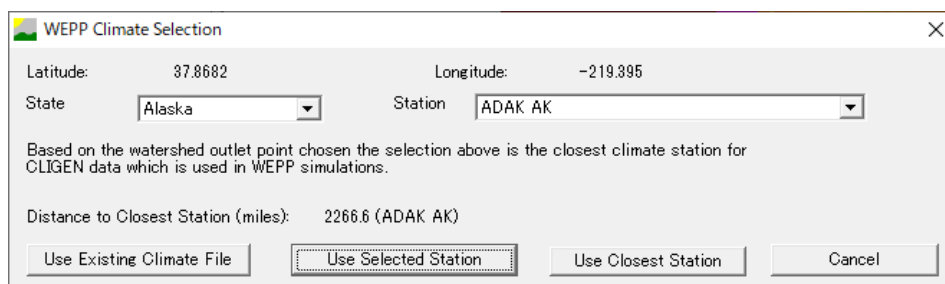 WEPP Climate Selection
Latitude: 37.8682 Longitude: -219.395
State Alaska Station ADAK AK
Based on the watershed outlet point chosen the selection above is the closest climate station for
CLIGEN data which is used in WEPP simulations.
Distance to Closest Station (miles): 2266.6 (ADAK AK)
Use Existing Climate File Use Selected Station Use Closest Station Cancel